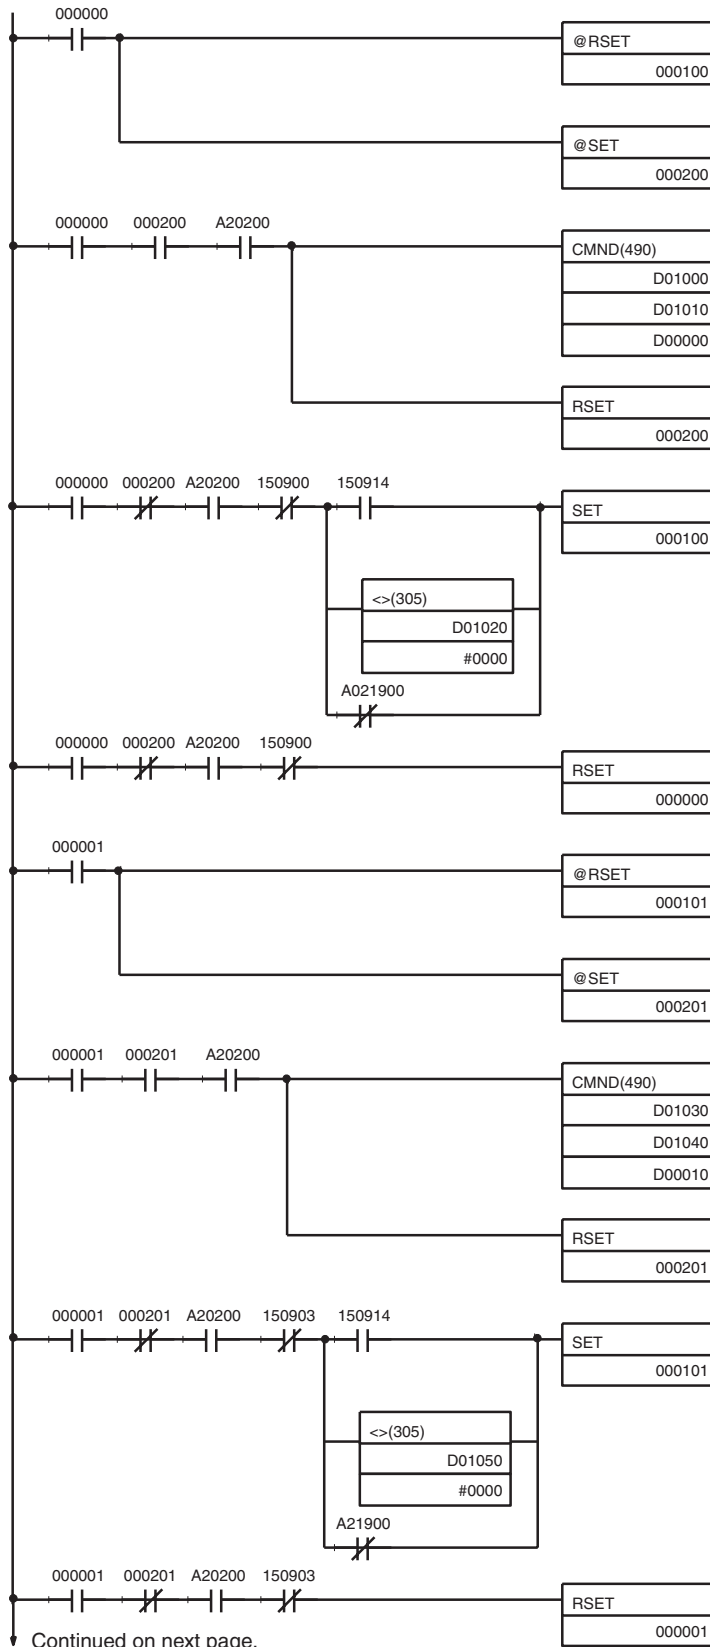 000000
@RSET
000100
@SET
000200
000000 000200 A20200
CMND(490)
D01000
D01010
D00000
RSET
000200
000000 000200 A20200 150900 150914
SET
000100
<>(305)
D01020
#0000
A021900
000000 000200 A20200 150900
RSET
000000
000001
@RSET
000101
@SET
000201
000001 000201 A20200
CMND(490)
D01030
D01040
D00010
RSET
000201
000001 000201 A20200 150903 150914
SET
000101
<>(305)
D01050
#0000
A21900
000001 000201 A20200 150903
RSET
000001
Continued on next page.